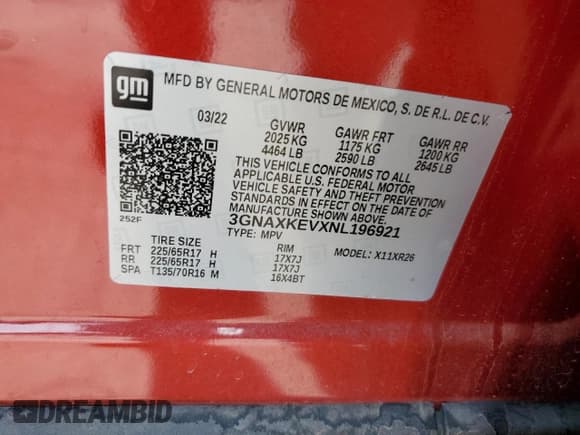 gm
MFD BY GENERAL MOTORS DE MEXICO, S. DE R.L. DE C.V.
03/22 GVWR GAWR FRT GAWR RR
2025 KG 1175 KG 1200 KG
4464 LB 2590 LB 2645 LB
THIS VEHICLE CONFORMS TO ALL
APPLICABLE U.S. FEDERAL MOTOR
VEHICLE SAFETY AND THEFT PREVENTION
STANDARDS IN EFFECT ON THE DATE OF
MANUFACTURE SHOWN ABOVE.
252F
3GNAXKEVXNL196921
TYPE: MPV MODEL: X11XR26
TIRE SIZE RIM
FRT 225/65R17 H 17X7J
RR 225/65R17 H 17X7J
SPA T135/70R16 M 16X4BT
DREAMBID